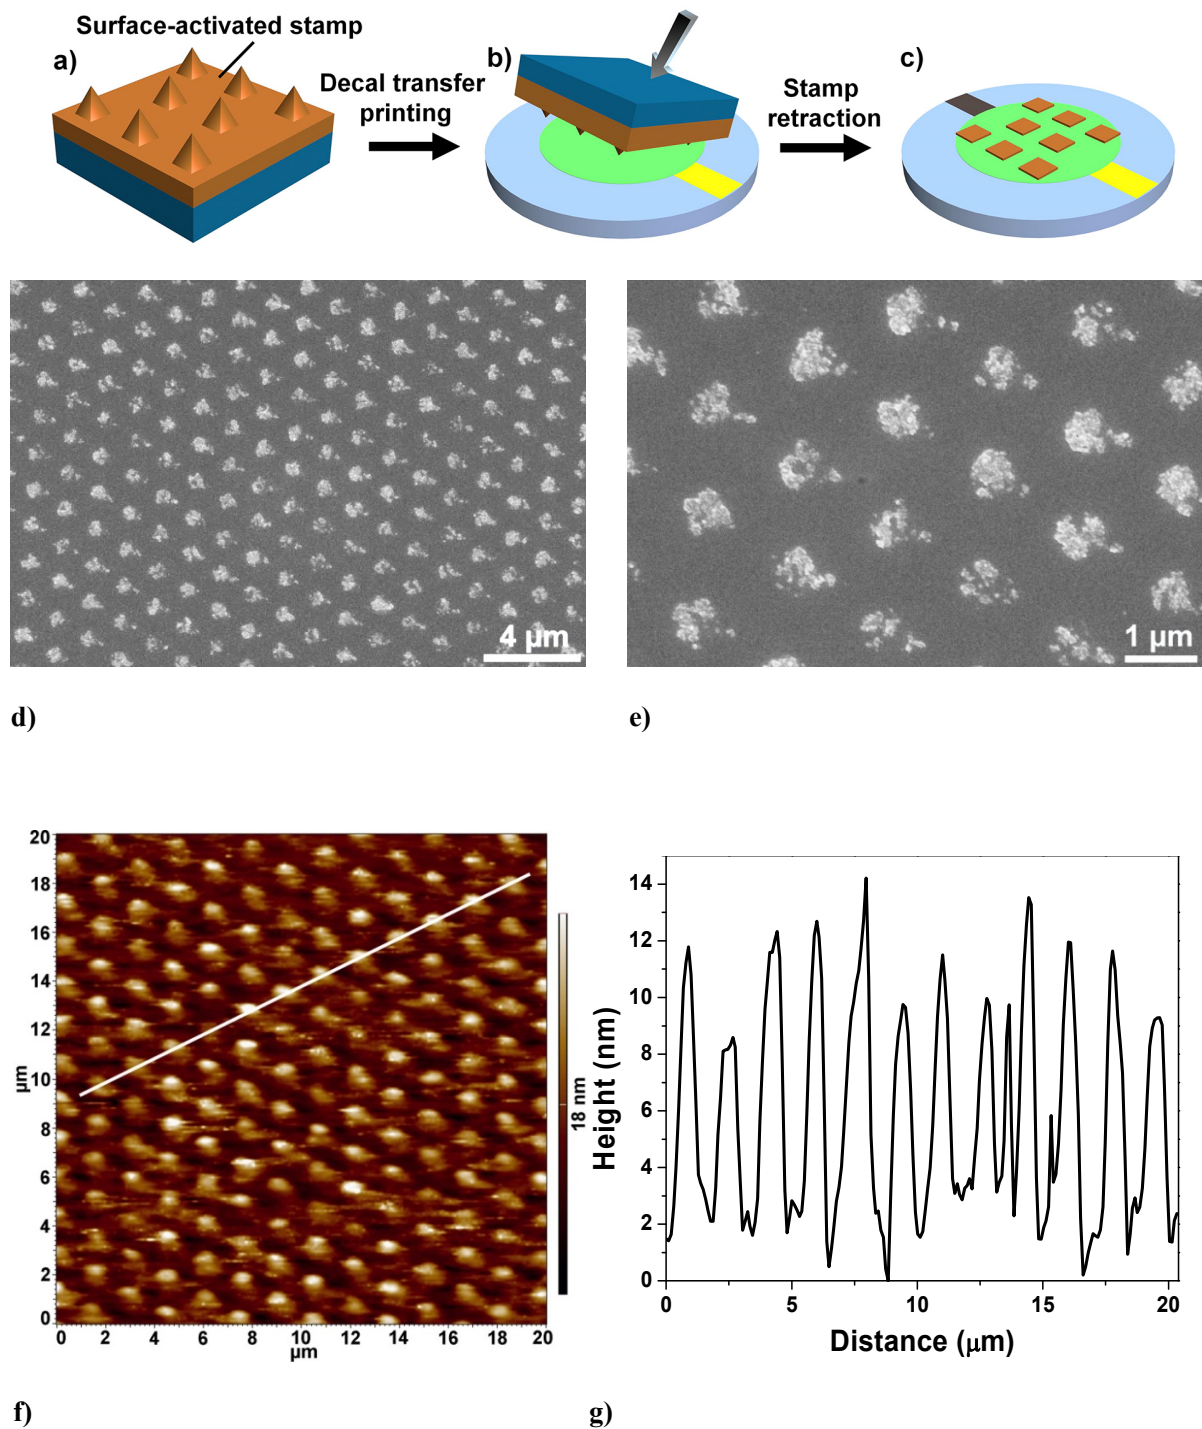 Surface-activated stamp
a)
Decal transfer
printing
b)
Stamp
retraction
c)
4 µm
1 µm
d)
e)
20
18
16
14
12
10
8
6
4
2
0
µm
0 2 4 6 8 10 12 14 16 18 20
µm
18 nm
14
12
10
8
6
4
2
0
Height (nm)
0 5 10 15 20
Distance (µm)
f)
g)